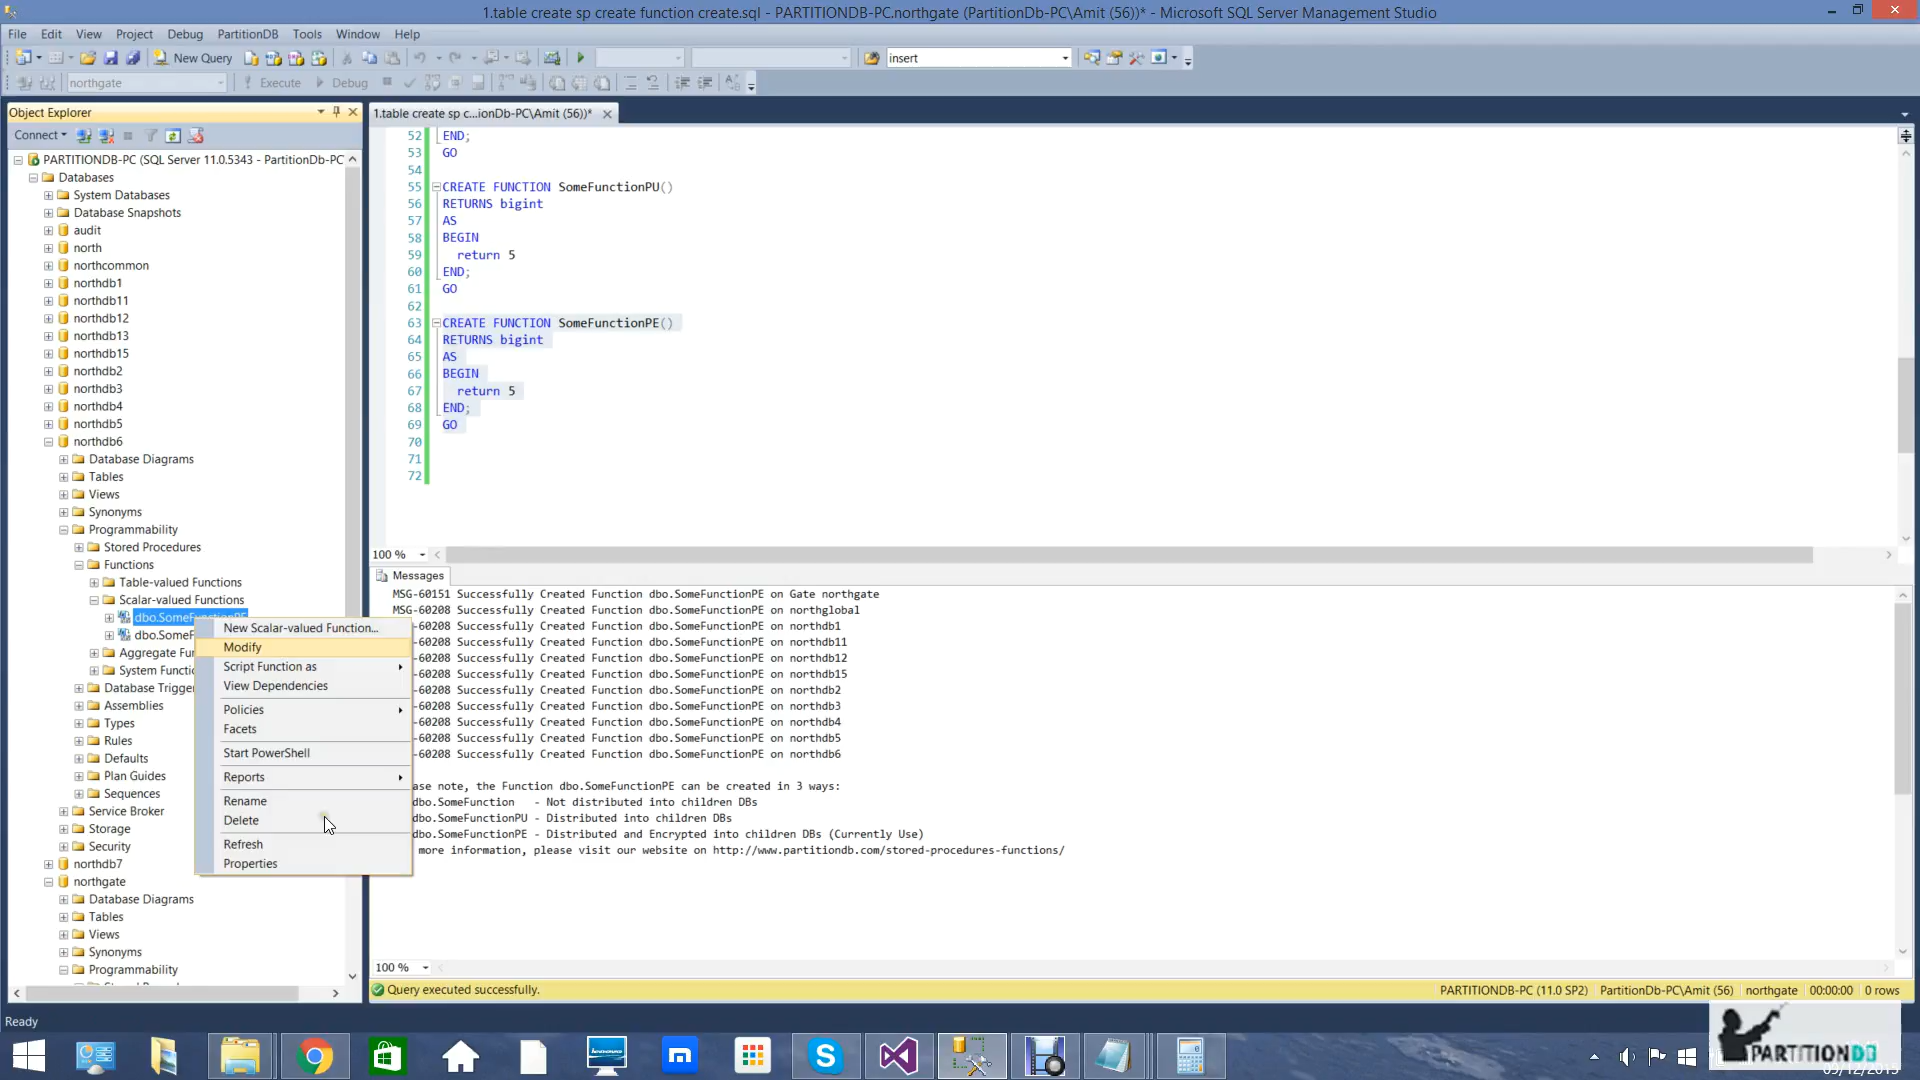 1.table create sp create function create.sql - PARTITIONDB-PC.northgate (PartitionDb-PC\Amit (56))* - Microsoft SQL Server Management Studio
File Edit View Project Debug PartitionDB Tools Window Help
New Query
insert
northgate
Execute
Debug
Object Explorer
Connect
PARTITIONDB-PC (SQL Server 11.0.5343 - PartitionDb-PC
Databases
System Databases
Database Snapshots
audit
north
northcommon
northdb1
northdb11
northdb12
northdb13
northdb15
northdb2
northdb3
northdb4
northdb5
northdb6
Database Diagrams
Tables
Views
Synonyms
Programmability
Stored Procedures
Functions
Table-valued Functions
Scalar-valued Functions
dbo.SomeFunctionPE
dbo.SomeF
Aggregate Fun
System Functio
Database Trigger
Assemblies
Types
Rules
Defaults
Plan Guides
Sequences
Service Broker
Storage
Security
northdb7
northgate
Database Diagrams
Tables
Views
Synonyms
Programmability
New Scalar-valued Function...
Modify
Script Function as
View Dependencies
Policies
Facets
Start PowerShell
Reports
Rename
Delete
Refresh
Properties
1.table create sp c...ionDb-PC\Amit (56))*
52 END;
53 GO
54
55 CREATE FUNCTION SomeFunctionPU()
56 RETURNS bigint
57 AS
58 BEGIN
59 return 5
60 END;
61 GO
62
63 CREATE FUNCTION SomeFunctionPE()
64 RETURNS bigint
65 AS
66 BEGIN
67 return 5
68 END;
69 GO
70
71
72
100 %
Messages
MSG-60151 Successfully Created Function dbo.SomeFunctionPE on Gate northgate
MSG-60208 Successfully Created Function dbo.SomeFunctionPE on northglobal
-60208 Successfully Created Function dbo.SomeFunctionPE on northdb1
-60208 Successfully Created Function dbo.SomeFunctionPE on northdb11
-60208 Successfully Created Function dbo.SomeFunctionPE on northdb12
-60208 Successfully Created Function dbo.SomeFunctionPE on northdb15
-60208 Successfully Created Function dbo.SomeFunctionPE on northdb2
-60208 Successfully Created Function dbo.SomeFunctionPE on northdb3
-60208 Successfully Created Function dbo.SomeFunctionPE on northdb4
-60208 Successfully Created Function dbo.SomeFunctionPE on northdb5
-60208 Successfully Created Function dbo.SomeFunctionPE on northdb6
ase note, the Function dbo.SomeFunctionPE can be created in 3 ways:
dbo.SomeFunction - Not distributed into children DBs
dbo.SomeFunctionPU - Distributed into children DBs
dbo.SomeFunctionPE - Distributed and Encrypted into children DBs (Currently Use)
more information, please visit our website on http://www.partitiondb.com/stored-procedures-functions/
100 %
Query executed successfully.
PARTITIONDB-PC (11.0 SP2) PartitionDb-PC\Amit (56) northgate 00:00:00 0 rows
Ready
PARTITIONDB
09/12/2015